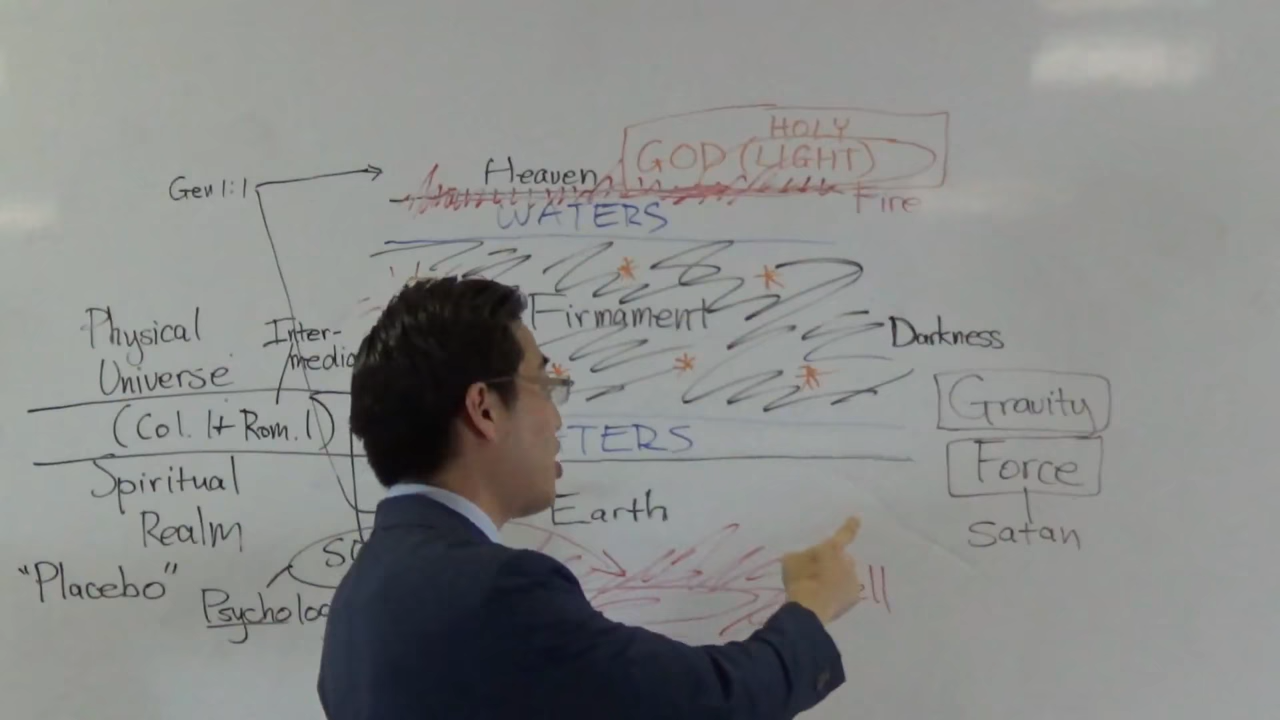 HOLY
GOD (LIGHT)
Heaven
Gen 1:1
Fire
WATERS
Firmament
Darkness
Physical
Universe
Inter-
Gravity
(Col. 1 + Rom. 1)
Force
Spiritual
Realm
Earth
Satan
"Placebo"